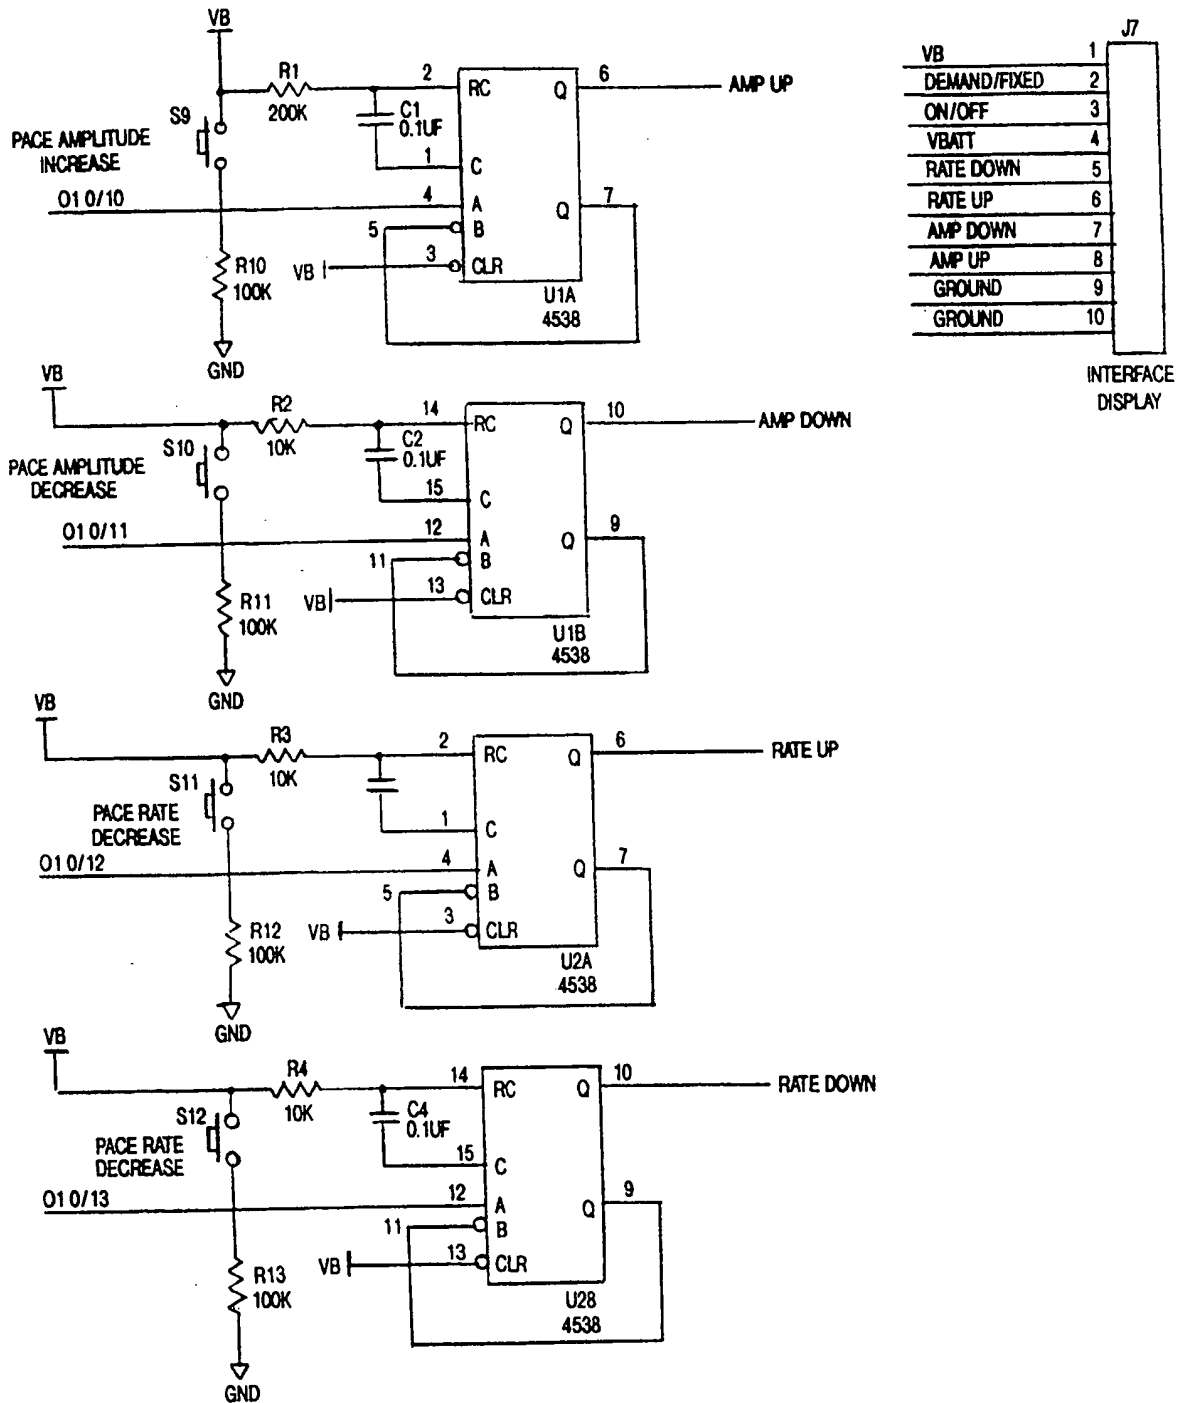 VB
R1
200K
S9
PACE AMPLITUDE
INCREASE
O1 0/10
R10
100K
GND
C1
0.1UF
2
1
4
5
3
VB
RC
C
A
B
CLR
Q
Q
6
7
AMP UP
U1A
4538
J7
VB 1
DEMAND/FIXED 2
ON/OFF 3
VBATT 4
RATE DOWN 5
RATE UP 6
AMP DOWN 7
AMP UP 8
GROUND 9
GROUND 10
INTERFACE
DISPLAY
VB
R2
10K
S10
PACE AMPLITUDE
DECREASE
O1 0/11
R11
100K
GND
C2
0.1UF
14
15
12
11
13
VB
RC
C
A
B
CLR
Q
Q
10
9
AMP DOWN
U1B
4538
VB
R3
10K
S11
PACE RATE
DECREASE
O1 0/12
R12
100K
GND
2
1
4
5
3
VB
RC
C
A
B
CLR
Q
Q
6
7
RATE UP
U2A
4538
VB
R4
10K
S12
PACE RATE
DECREASE
O1 0/13
R13
100K
GND
C4
0.1UF
14
15
12
11
13
VB
RC
C
A
B
CLR
Q
Q
10
9
RATE DOWN
U28
4538